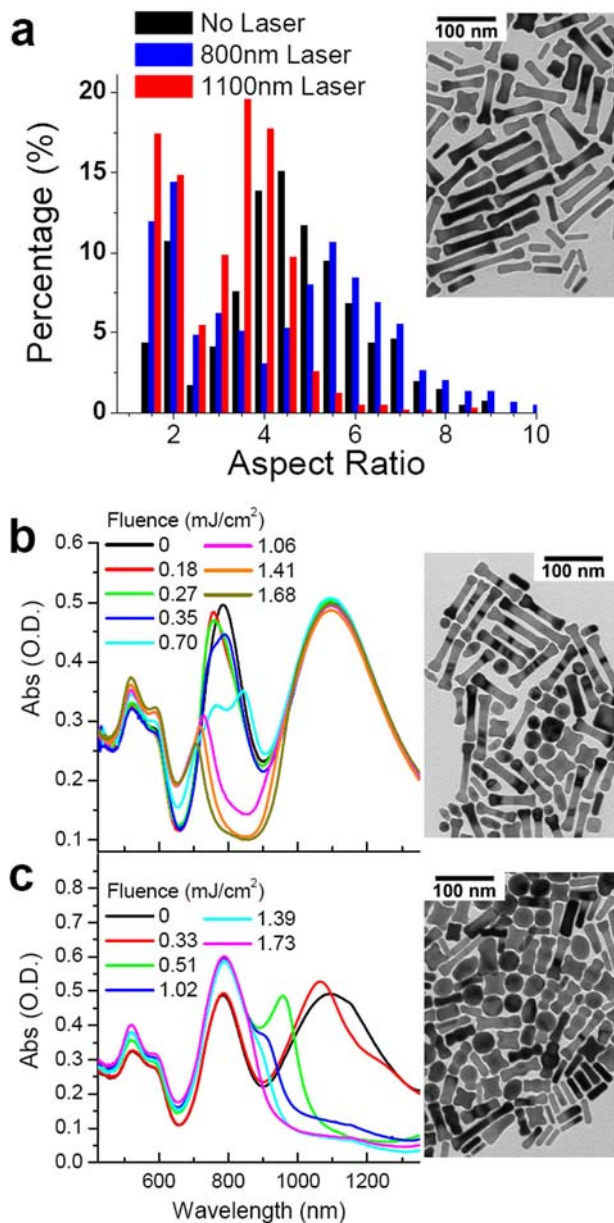 a
No Laser
800nm Laser
1100nm Laser
100 nm
20
15
10
5
0
Percentage (%)
2 4 6 8 10
Aspect Ratio
b
Fluence (mJ/cm²)
0 1.06
0.18 1.41
0.27 1.68
0.35
0.70
100 nm
0.6
0.5
0.4
0.3
0.2
0.1
Abs (O.D.)
c
Fluence (mJ/cm²)
0 1.39
0.33 1.73
0.51
1.02
100 nm
0.8
0.7
0.6
0.5
0.4
0.3
0.2
0.1
0.0
Abs (O.D.)
600 800 1000 1200
Wavelength (nm)